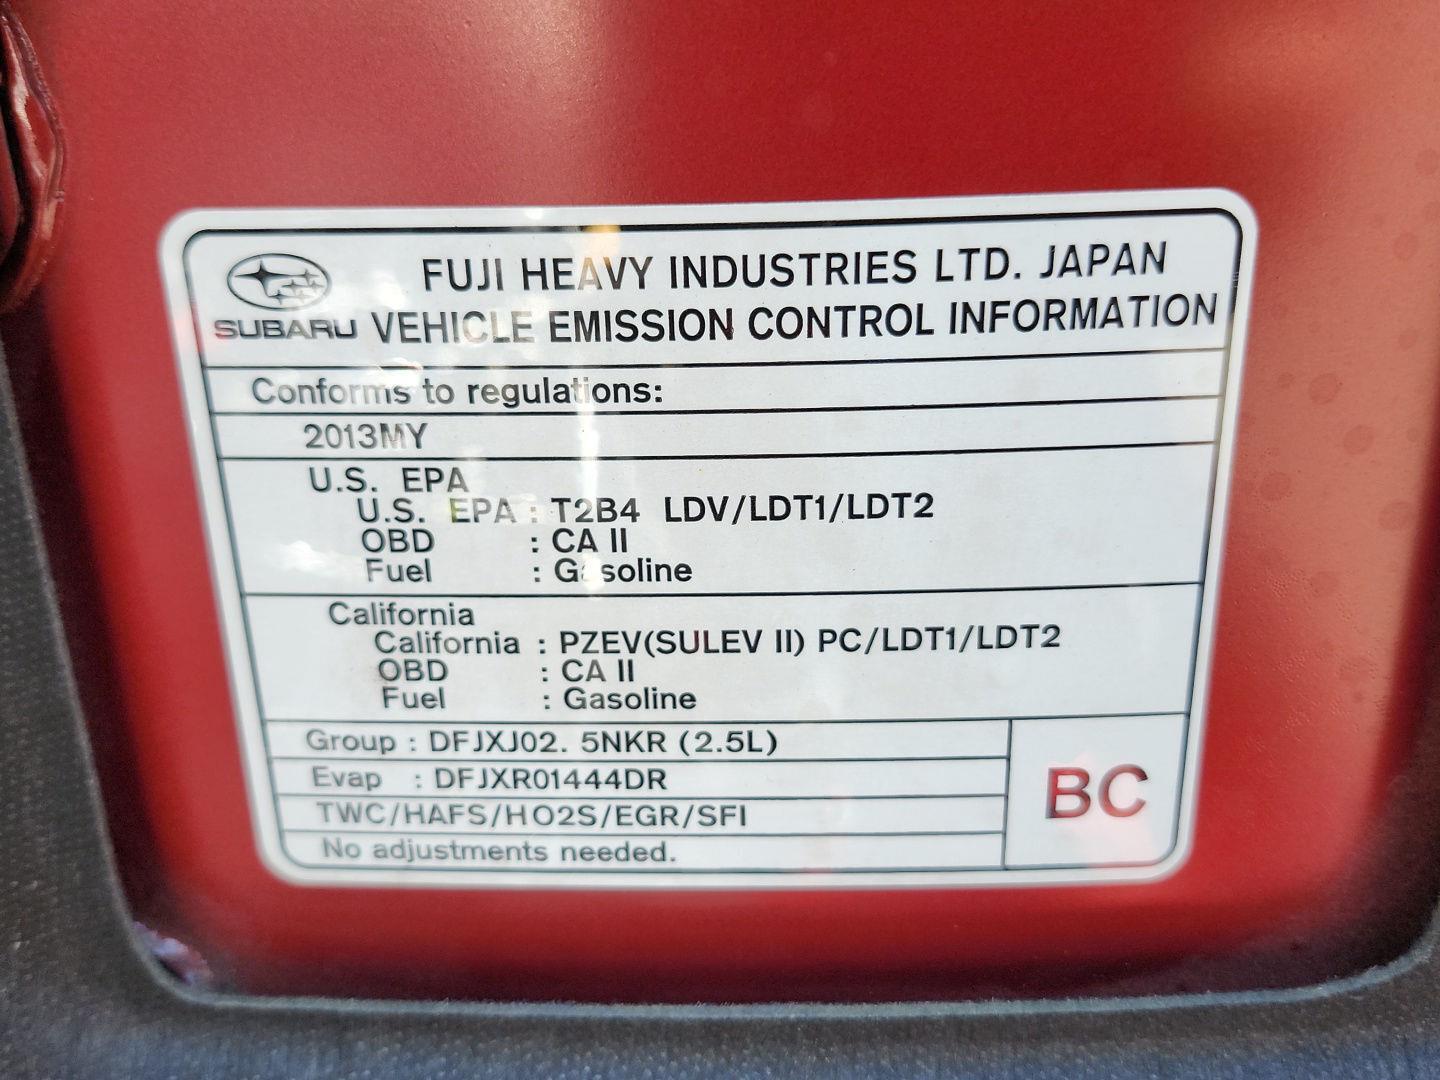 FUJI HEAVY INDUSTRIES LTD. JAPAN
SUBARU VEHICLE EMISSION CONTROL INFORMATION
Conforms to regulations:
2013MY
U.S. EPA
U.S. EPA : T2B4 LDV/LDT1/LDT2
OBD : CA II
Fuel : Gasoline
California
California : PZEV(SULEV II) PC/LDT1/LDT2
OBD : CA II
Fuel : Gasoline
Group : DFJXJ02. 5NKR (2.5L)
Evap : DFJXR01444DR
BC
TWC/HAFS/HO2S/EGR/SFI
No adjustments needed.